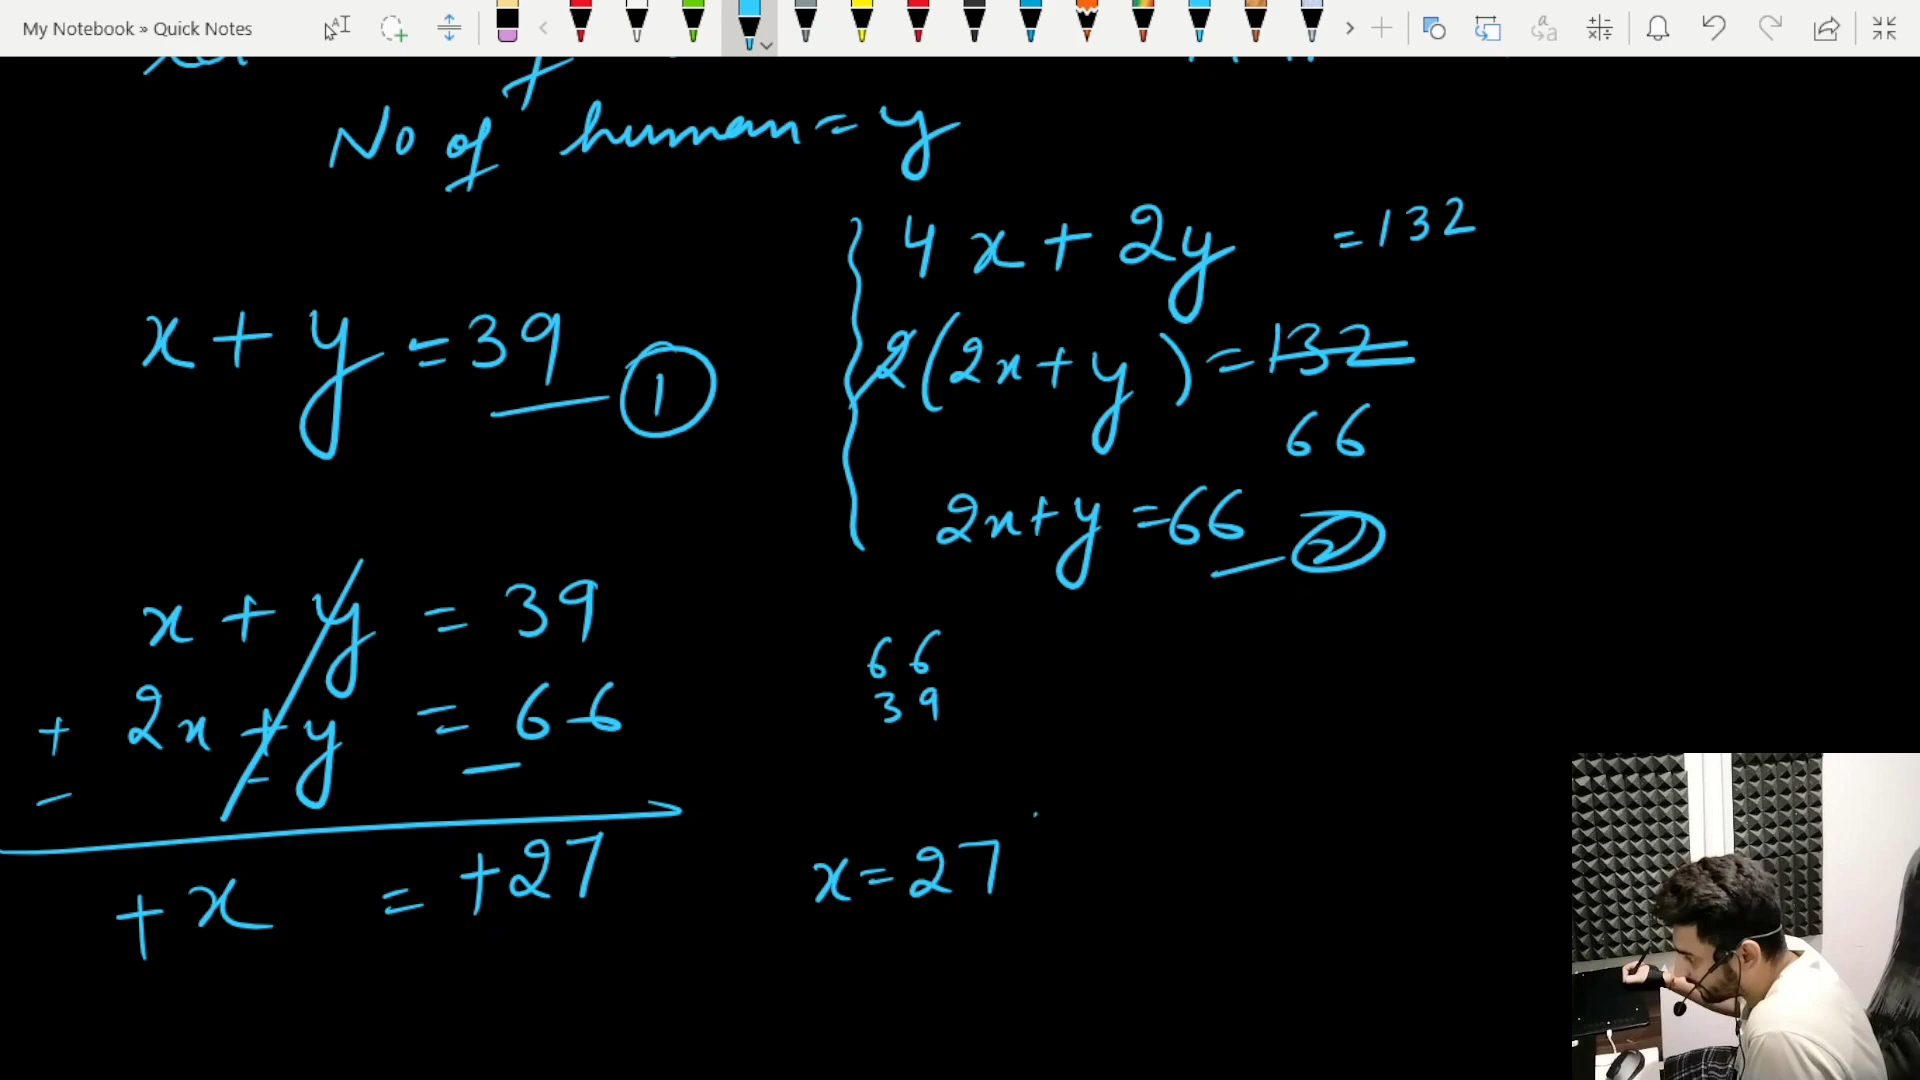 My Notebook » Quick Notes
No of human = y
4x + 2y = 132
x + y = 39 ①
2(2x + y) = 132
66
2x + y = 66 ②
x + y = 39
+ 2x + y = 66
− − −
66
39
+x = +27
x = 27